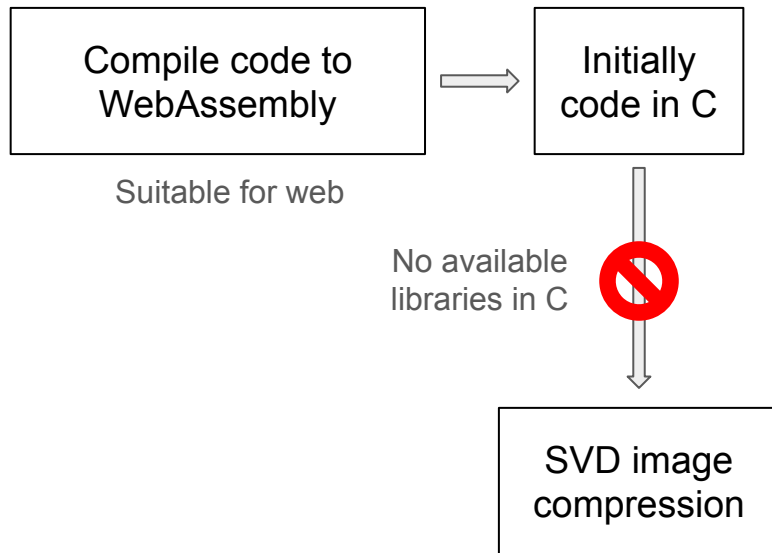 Compile code to
WebAssembly
Initially
code in C
Suitable for web
No available
libraries in C
SVD image
compression